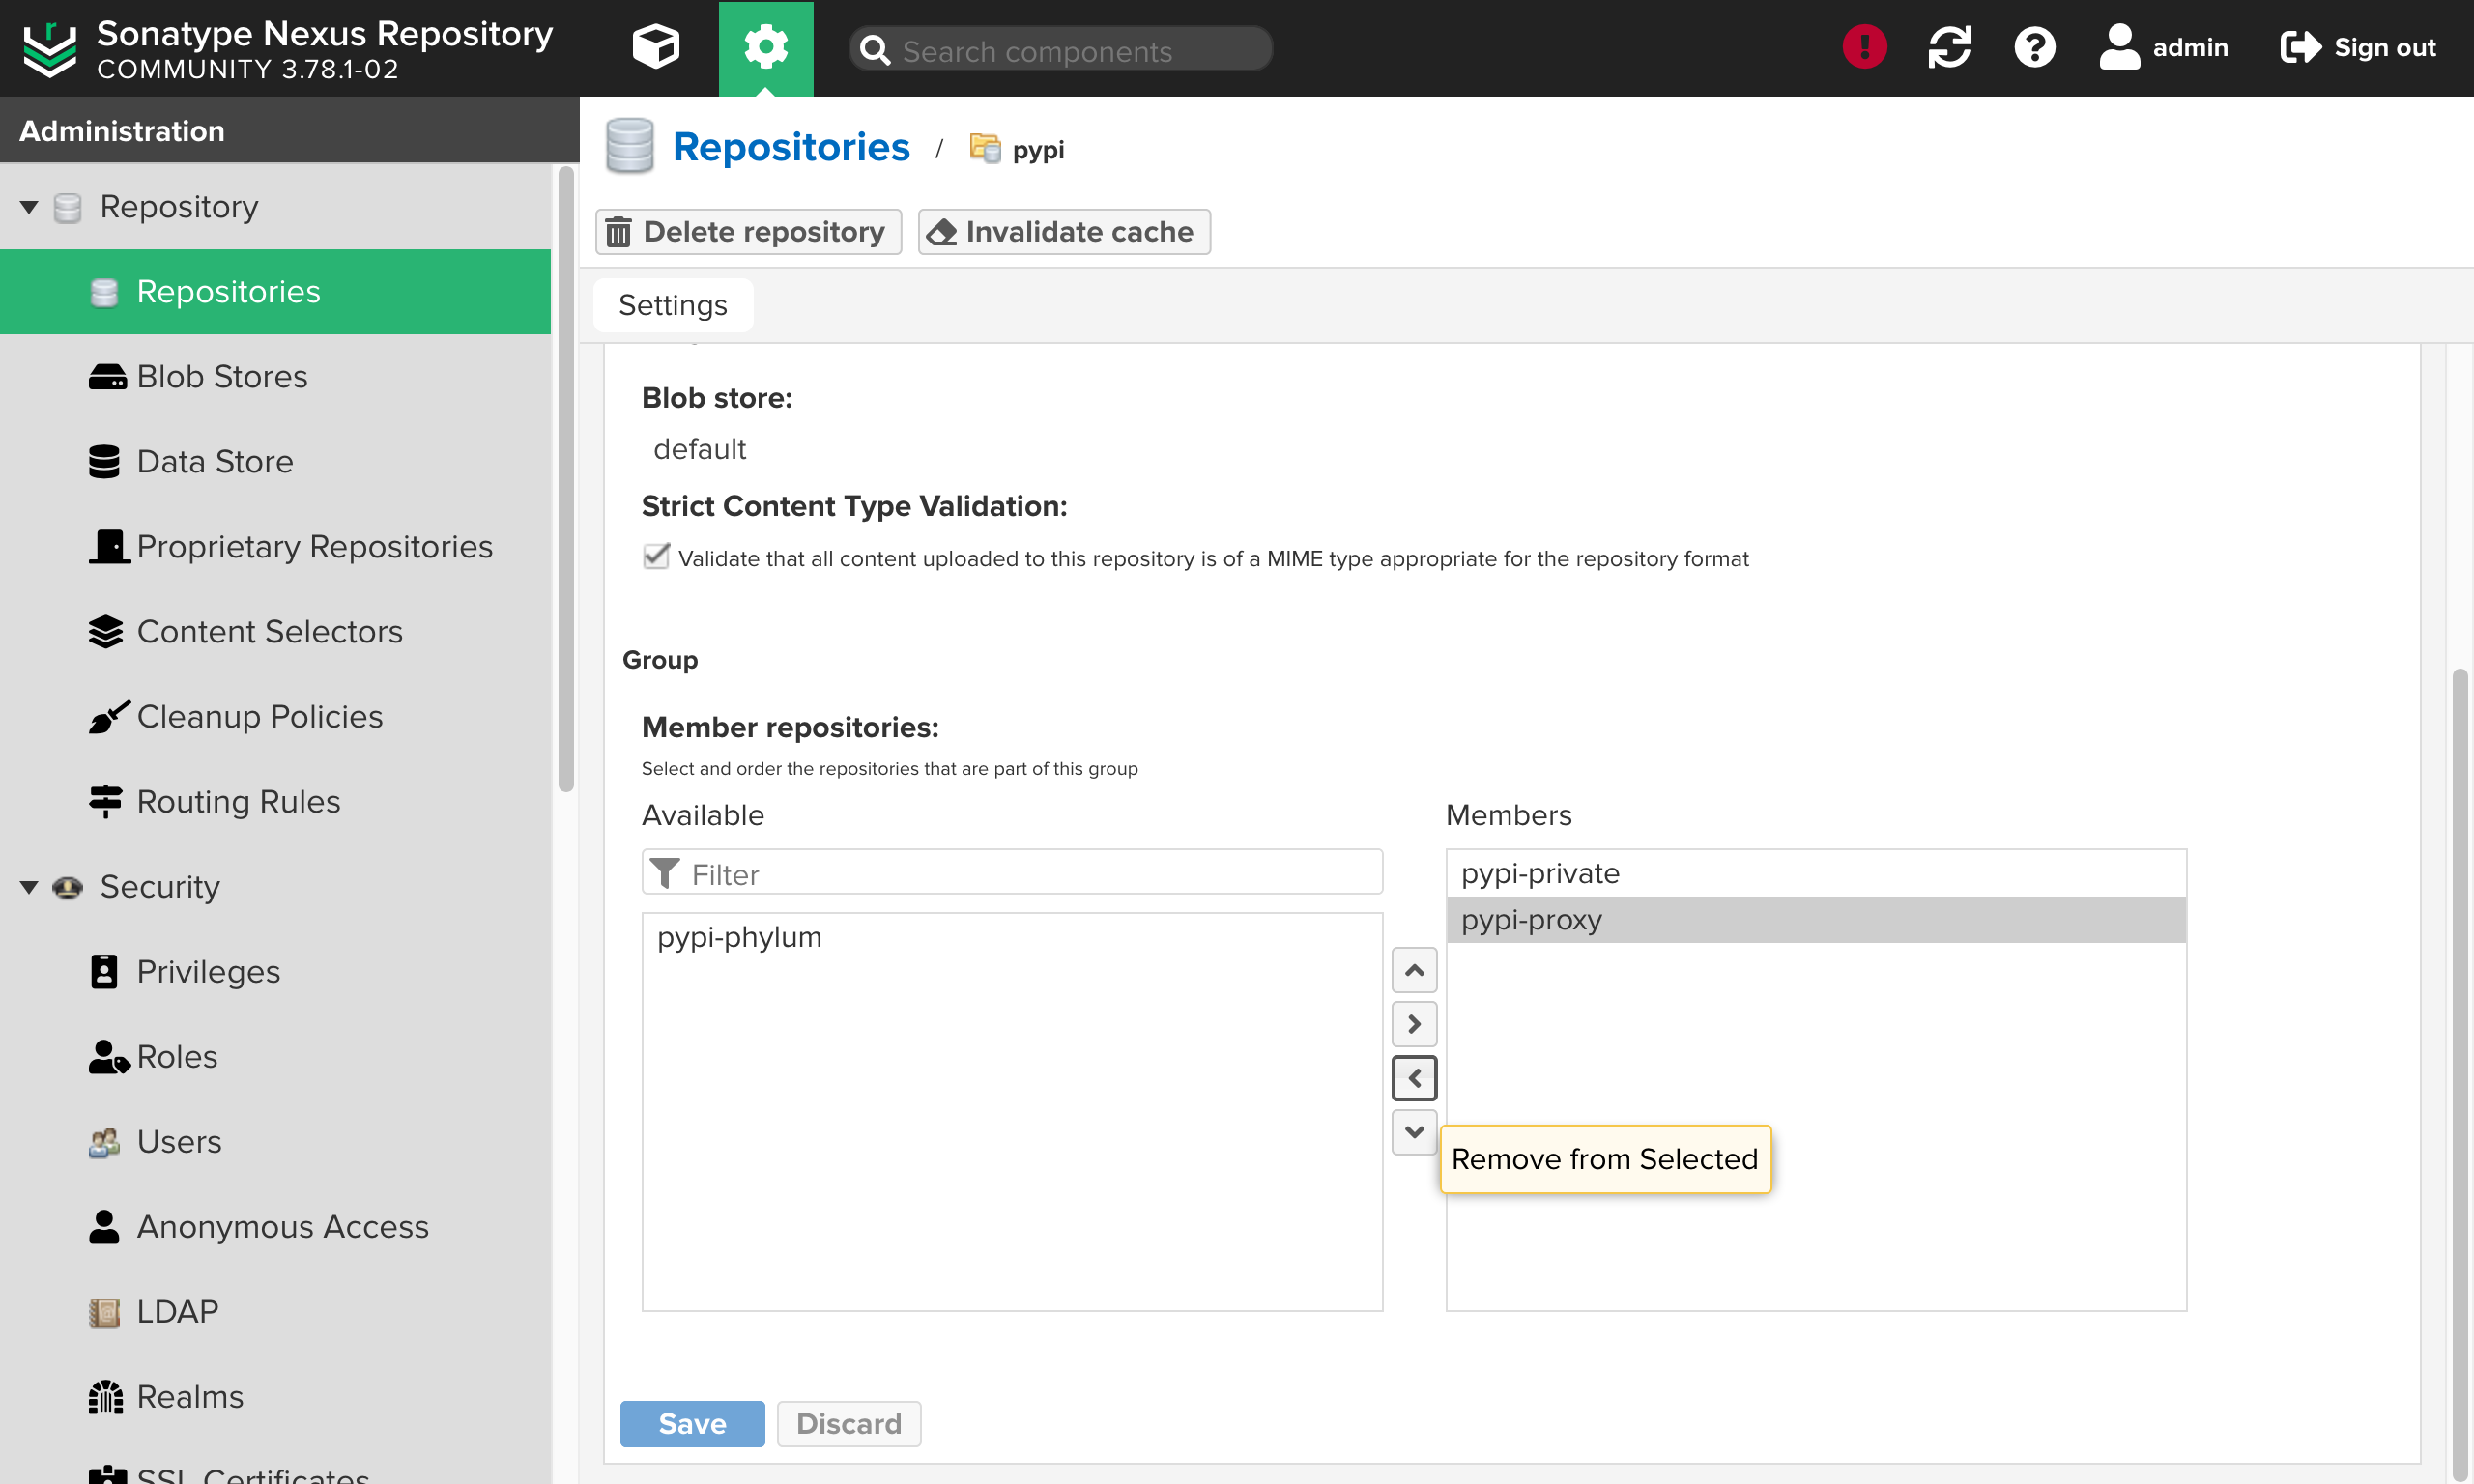 Sonatype Nexus Repository
COMMUNITY 3.78.1-02
Search components
admin
Sign out
Administration
Repository
Repositories
Blob Stores
Data Store
Proprietary Repositories
Content Selectors
Cleanup Policies
Routing Rules
Security
Privileges
Roles
Users
Anonymous Access
LDAP
Realms
SSL Certificates
Repositories / pypi
Delete repository
Invalidate cache
Settings
Blob store:
default
Strict Content Type Validation:
Validate that all content uploaded to this repository is of a MIME type appropriate for the repository format
Group
Member repositories:
Select and order the repositories that are part of this group
Available
Filter
pypi-phylum
Members
pypi-private
pypi-proxy
Remove from Selected
Save
Discard